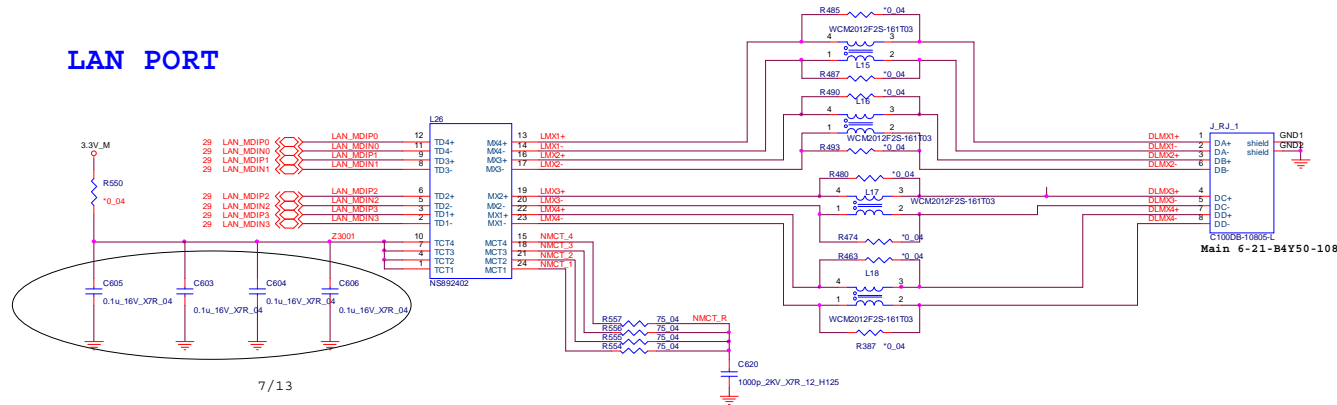 LAN PORT
3.3V_M
R550
*0_04
29 LAN_MDIP0 LAN_MDIP0
29 LAN_MDIN0 LAN_MDIN0
29 LAN_MDIP1 LAN_MDIP1
29 LAN_MDIN1 LAN_MDIN1
29 LAN_MDIP2 LAN_MDIP2
29 LAN_MDIN2 LAN_MDIN2
29 LAN_MDIP3 LAN_MDIP3
29 LAN_MDIN3 LAN_MDIN3
Z3001
C605
0.1u_16V_X7R_04
C603
0.1u_16V_X7R_04
C604
0.1u_16V_X7R_04
C606
0.1u_16V_X7R_04
7/13
L26
12 TD4+ MX4+ 13 LMX1+
11 TD4- MX4- 14 LMX1-
9 TD3+ MX3+ 16 LMX2+
8 TD3- MX3- 17 LMX2-
6 TD2+ MX2+ 19 LMX3+
5 TD2- MX2- 20 LMX3-
3 TD1+ MX1+ 22 LMX4+
2 TD1- MX1- 23 LMX4-
10 TCT4 MCT4 15 NMCT_4
7 TCT3 MCT3 18 NMCT_3
4 TCT2 MCT2 21 NMCT_2
1 TCT1 MCT1 24 NMCT_1
NS892402
R557 75_04 NMCT_R
R556 75_04
R555 75_04
R554 75_04
C620
1000p_2KV_X7R_12_H125
R485 *0_04
WCM2012F2S-161T03
4 3
1 2
L15
R487 *0_04
R490 *0_04
L16
4 3
1 2
WCM2012F2S-161T03
R493 *0_04
R480 *0_04
4 L17 3
WCM2012F2S-161T03
1 2
R474 *0_04
R463 *0_04
L18
4 3
1 2
WCM2012F2S-161T03
R387 *0_04
J_RJ_1
DLMX1+ 1 DA+ shield GND1
DLMX1- 2 DA- shield GND2
DLMX2+ 3 DB+
DLMX2- 6 DB-
DLMX3+ 4 DC+
DLMX3- 5 DC-
DLMX4+ 7 DD+
DLMX4- 8 DD-
C100DB-10805-L
Main 6-21-B4Y50-108